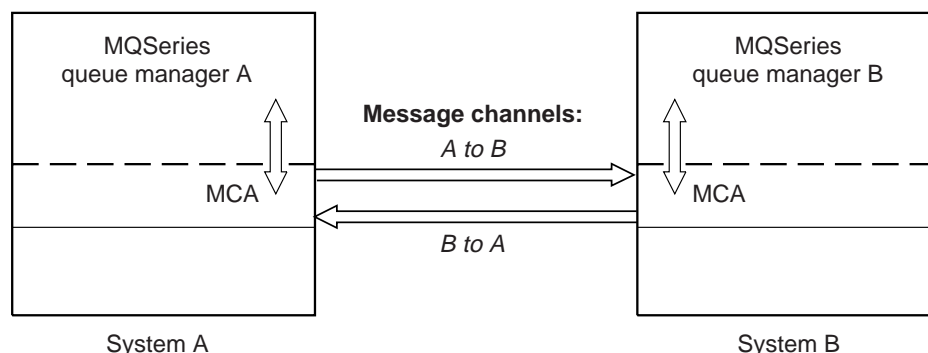 MQSeries
queue manager A
MQSeries
queue manager B
Message channels:
A to B
MCA
MCA
B to A
System A
System B